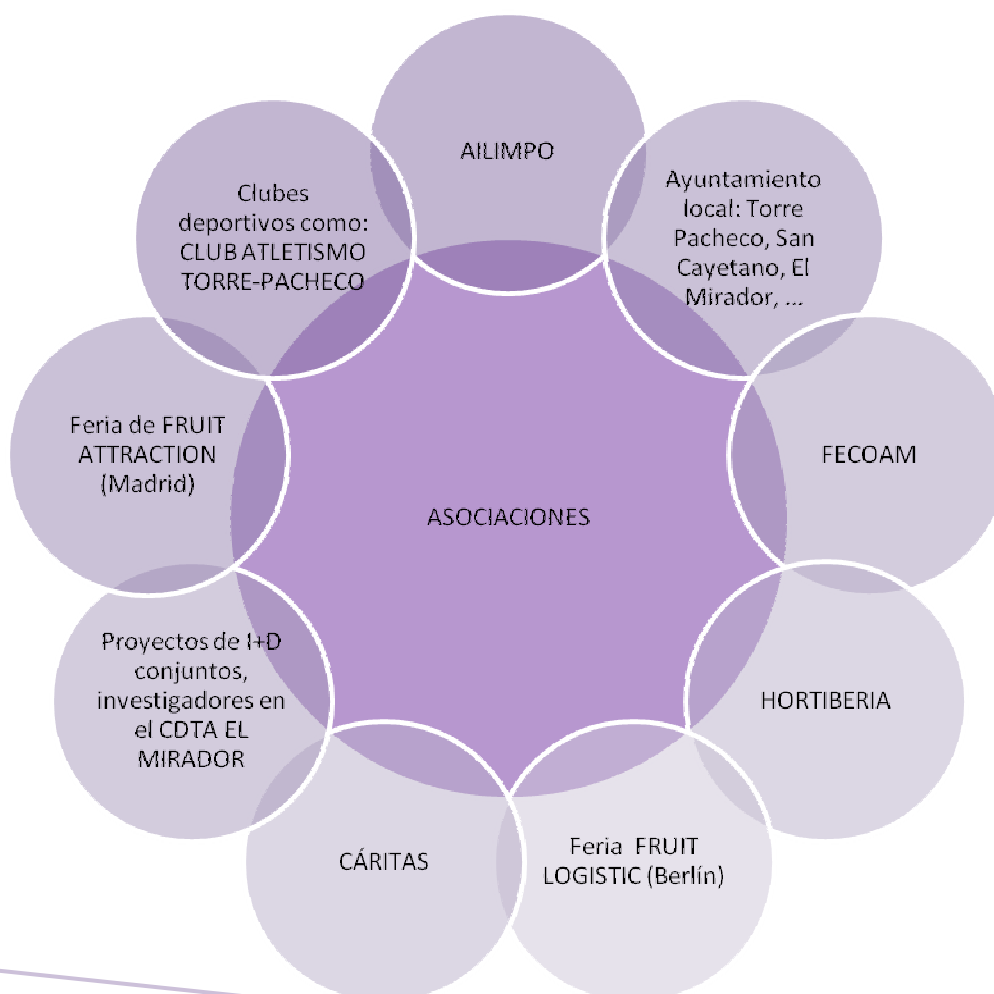 AILIMPO
Ayuntamiento
local: Torre
Pacheco, San
Cayetano, El
Mirador, ...
FECOAM
HORTIBERIA
Feria FRUIT
LOGISTIC (Berlín)
CÁRITAS
Proyectos de I+D
conjuntos,
investigadores en
el CDTA EL
MIRADOR
Feria de FRUIT
ATTRACTION
(Madrid)
Clubes
deportivos como:
CLUB ATLETISMO
TORRE-PACHECO
ASOCIACIONES